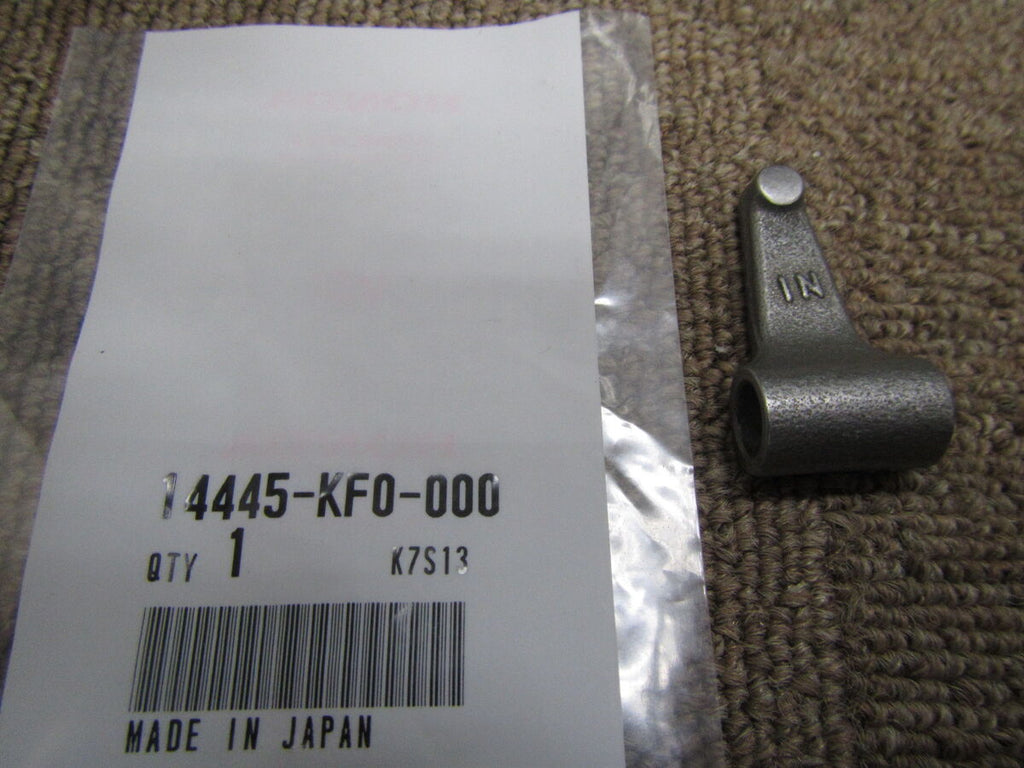 14445-KF0-000
QTY 1 K7S13
MADE IN JAPAN
IN